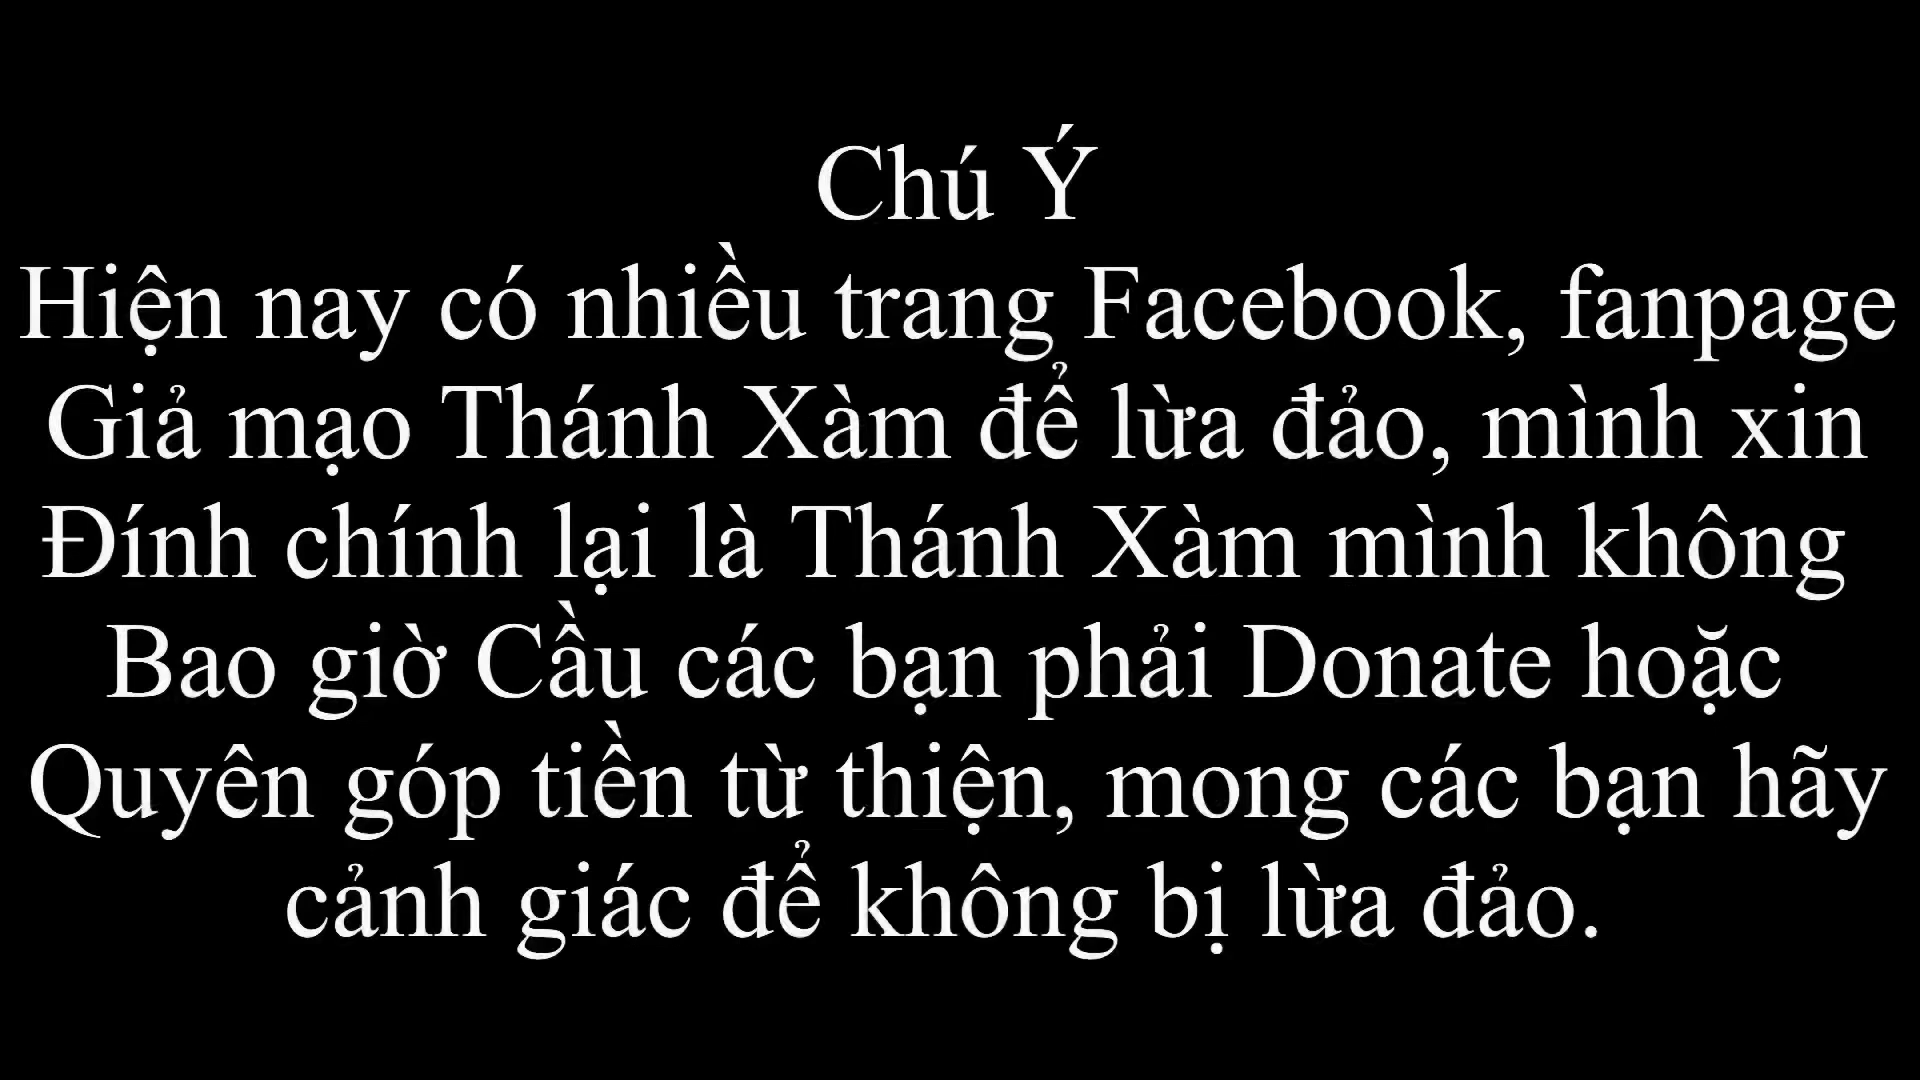 Chú Ý
Hiện nay có nhiều trang Facebook, fanpage
Giả mạo Thánh Xàm để lừa đảo, mình xin
Đính chính lại là Thánh Xàm mình không
Bao giờ Cầu các bạn phải Donate hoặc
Quyên góp tiền từ thiện, mong các bạn hãy
cảnh giác để không bị lừa đảo.